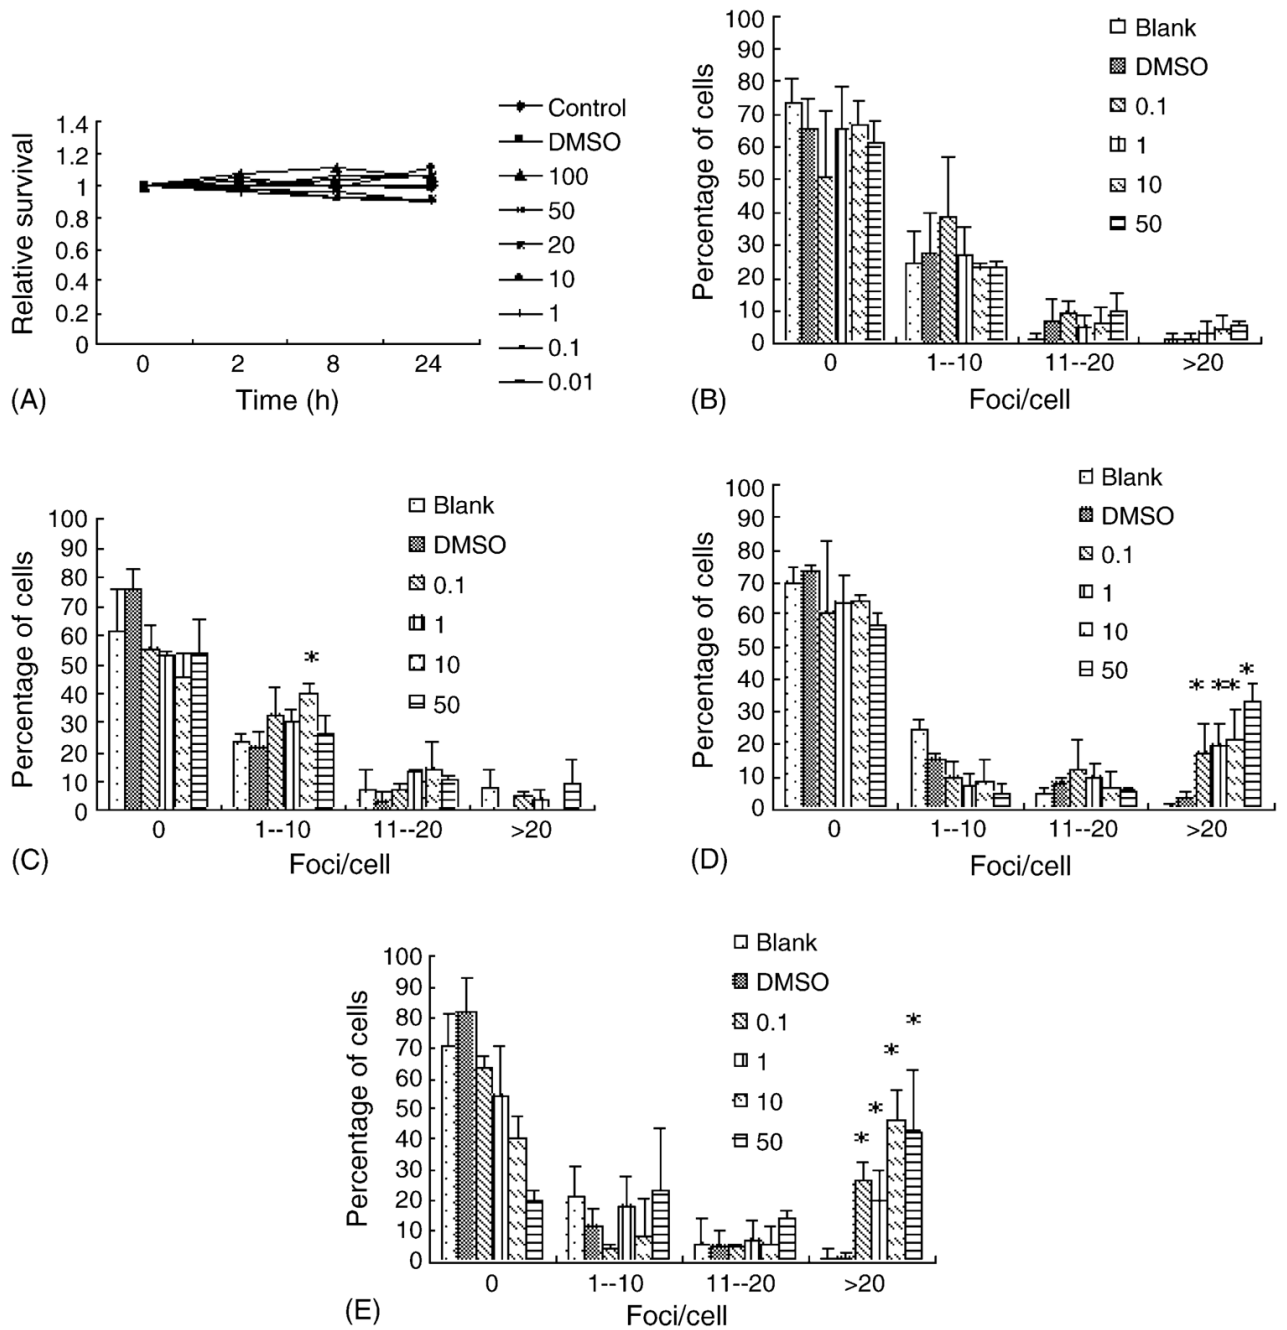 Relative survival
1.4
1.2
1
0.8
0.6
0.4
0.2
0
0 2 8 24
Time (h)
(A)
Control
DMSO
100
50
20
10
1
0.1
0.01
Percentage of cells
100
90
80
70
60
50
40
30
20
10
0
0 1--10 11--20 >20
Foci/cell
(B)
Blank
DMSO
0.1
1
10
50
Percentage of cells
100
90
80
70
60
50
40
30
20
10
0
*
0 1--10 11--20 >20
Foci/cell
(C)
Blank
DMSO
0.1
1
10
50
Percentage of cells
100
90
80
70
60
50
40
30
20
10
0
* * * *
0 1--10 11--20 >20
Foci/cell
(D)
Blank
DMSO
0.1
1
10
50
Percentage of cells
100
90
80
70
60
50
40
30
20
10
0
* * * *
0 1--10 11--20 >20
Foci/cell
(E)
Blank
DMSO
0.1
1
10
50